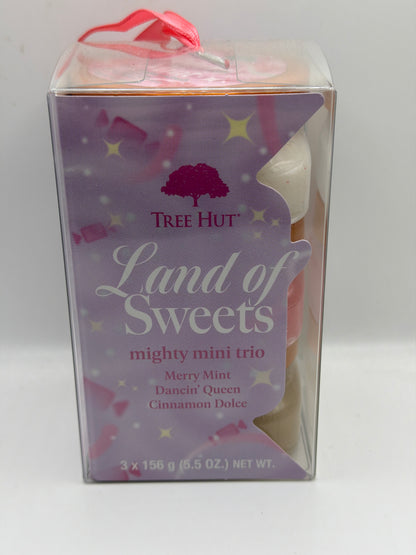 TREE HUT®
Land of
Sweets
mighty mini trio
Merry Mint
Dancin' Queen
Cinnamon Dolce
3 x 156 g (5.5 OZ.) NET WT.